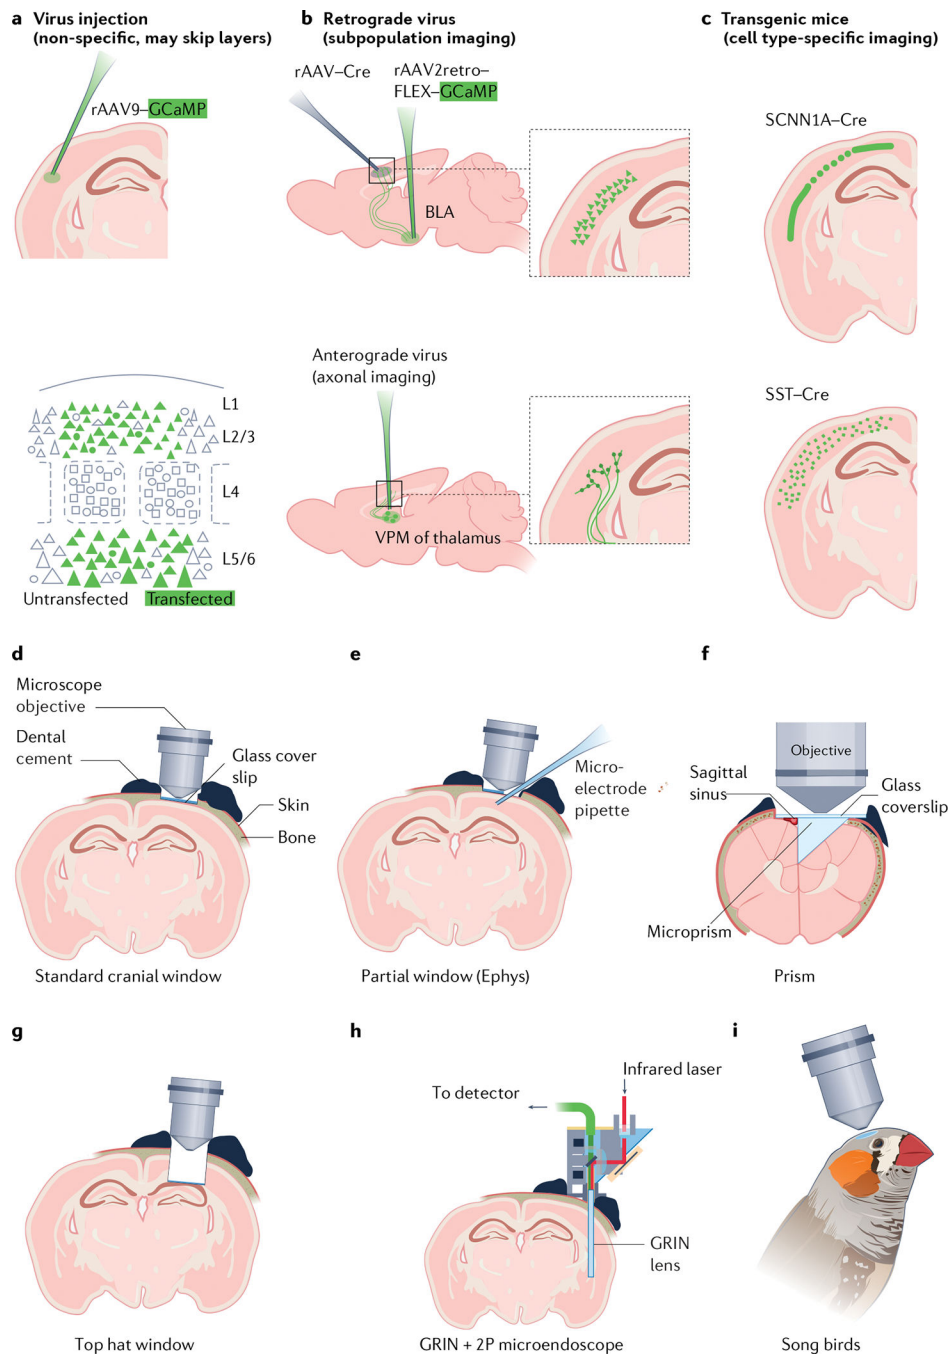 a Virus injection
(non-specific, may skip layers)
rAAV9–GCaMP
L1
L2/3
L4
L5/6
Untransfected
Transfected
b Retrograde virus
(subpopulation imaging)
rAAV–Cre
rAAV2retro–
FLEX–GCaMP
BLA
Anterograde virus
(axonal imaging)
VPM of thalamus
c Transgenic mice
(cell type-specific imaging)
SCNN1A–Cre
SST–Cre
d
Microscope
objective
Dental
cement
Glass cover
slip
Skin
Bone
Standard cranial window
e
Micro-
electrode
pipette
Partial window (Ephys)
f
Objective
Sagittal
sinus
Glass
coverslip
Microprism
Prism
g
Top hat window
h
Infrared laser
To detector
GRIN
lens
GRIN + 2P microendoscope
i
Song birds